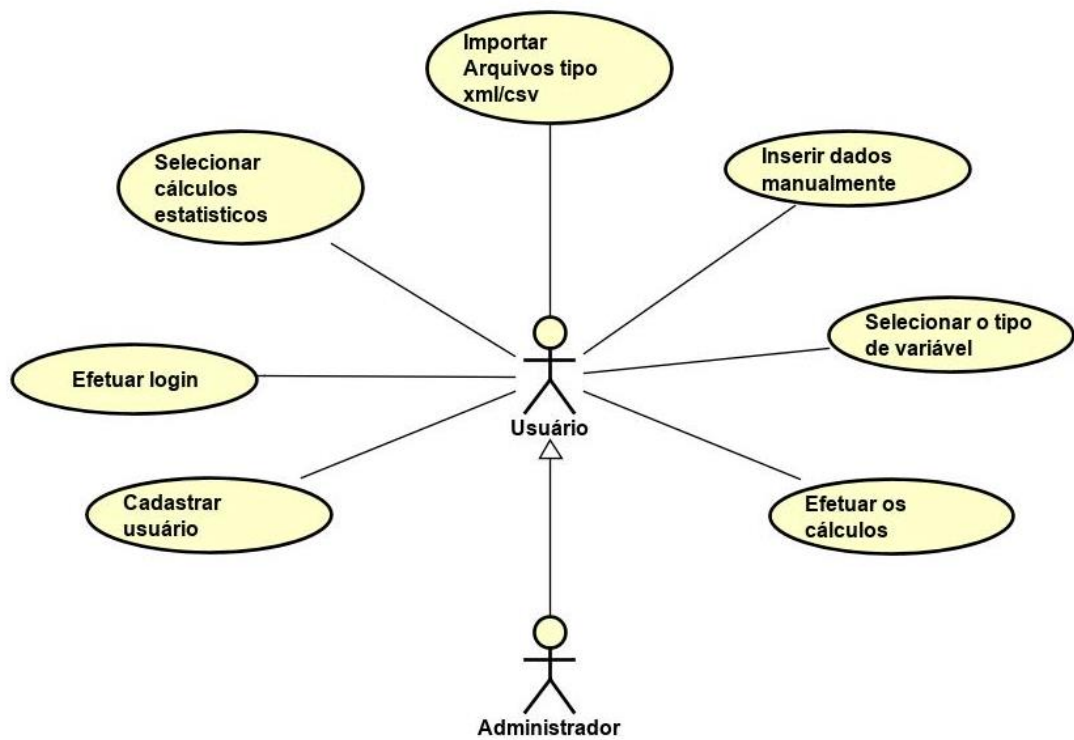 Importar
Arquivos tipo
xml/csv
Selecionar
cálculos
estatisticos
Inserir dados
manualmente
Selecionar o tipo
de variável
Efetuar login
Usuário
Cadastrar
usuário
Efetuar os
cálculos
Administrador